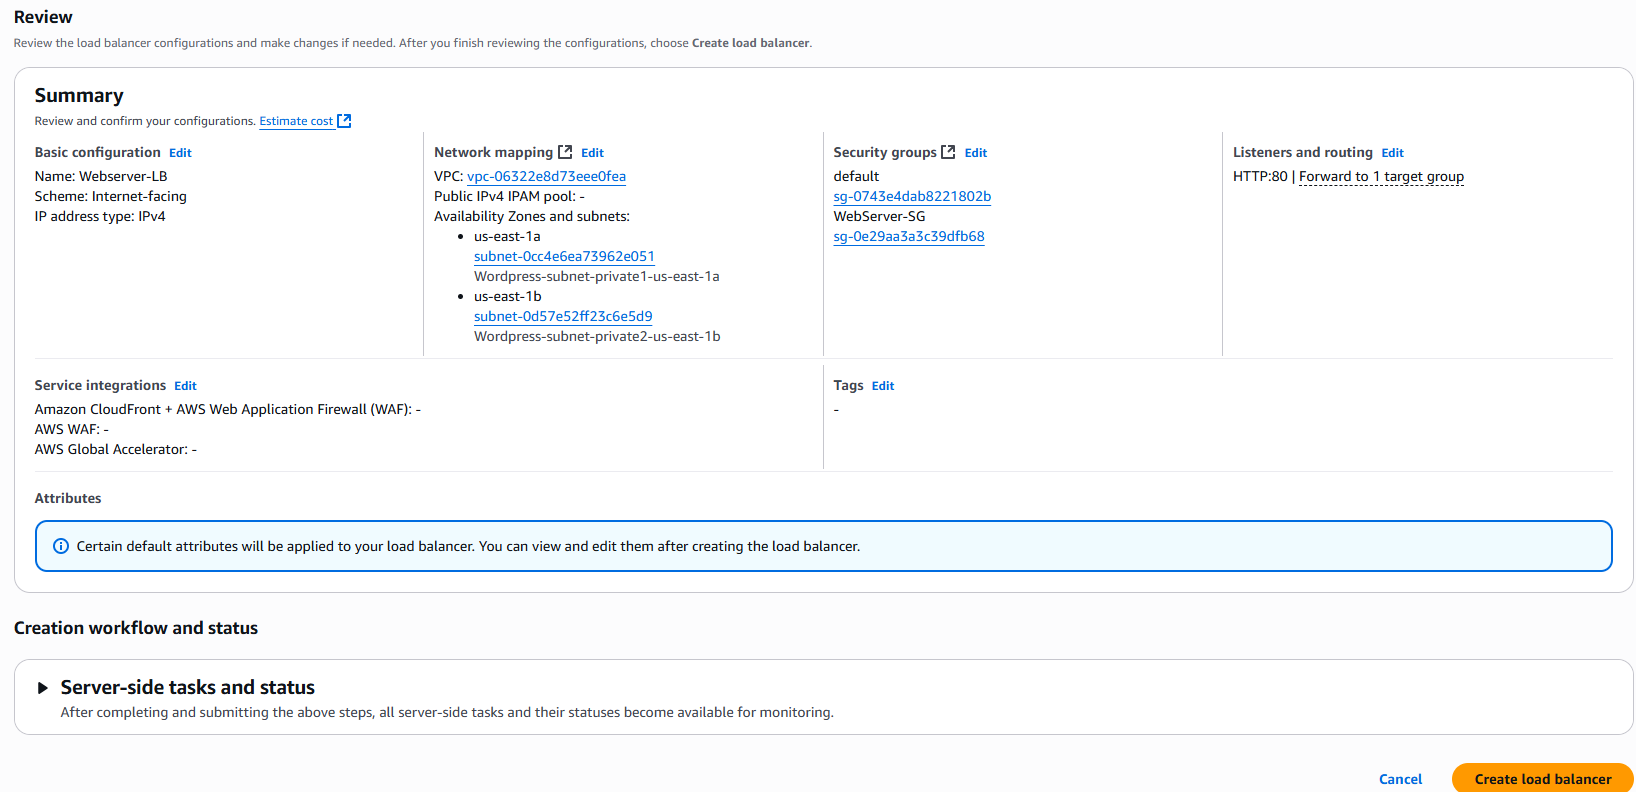 Review
Review the load balancer configurations and make changes if needed. After you finish reviewing the configurations, choose Create load balancer.
Summary
Review and confirm your configurations. Estimate cost
Basic configuration Edit
Name: Webserver-LB
Scheme: Internet-facing
IP address type: IPv4
Network mapping Edit
VPC: vpc-06322e8d73eee0fea
Public IPv4 IPAM pool: -
Availability Zones and subnets:
• us-east-1a
subnet-0cc4e6ea73962e051
Wordpress-subnet-private1-us-east-1a
• us-east-1b
subnet-0d57e52ff23c6e5d9
Wordpress-subnet-private2-us-east-1b
Security groups Edit
default
sg-0743e4dab8221802b
WebServer-SG
sg-0e29aa3a3c39dfb68
Listeners and routing Edit
HTTP:80 | Forward to 1 target group
Service integrations Edit
Amazon CloudFront + AWS Web Application Firewall (WAF): -
AWS WAF: -
AWS Global Accelerator: -
Tags Edit
-
Attributes
Certain default attributes will be applied to your load balancer. You can view and edit them after creating the load balancer.
Creation workflow and status
Server-side tasks and status
After completing and submitting the above steps, all server-side tasks and their statuses become available for monitoring.
Cancel
Create load balancer